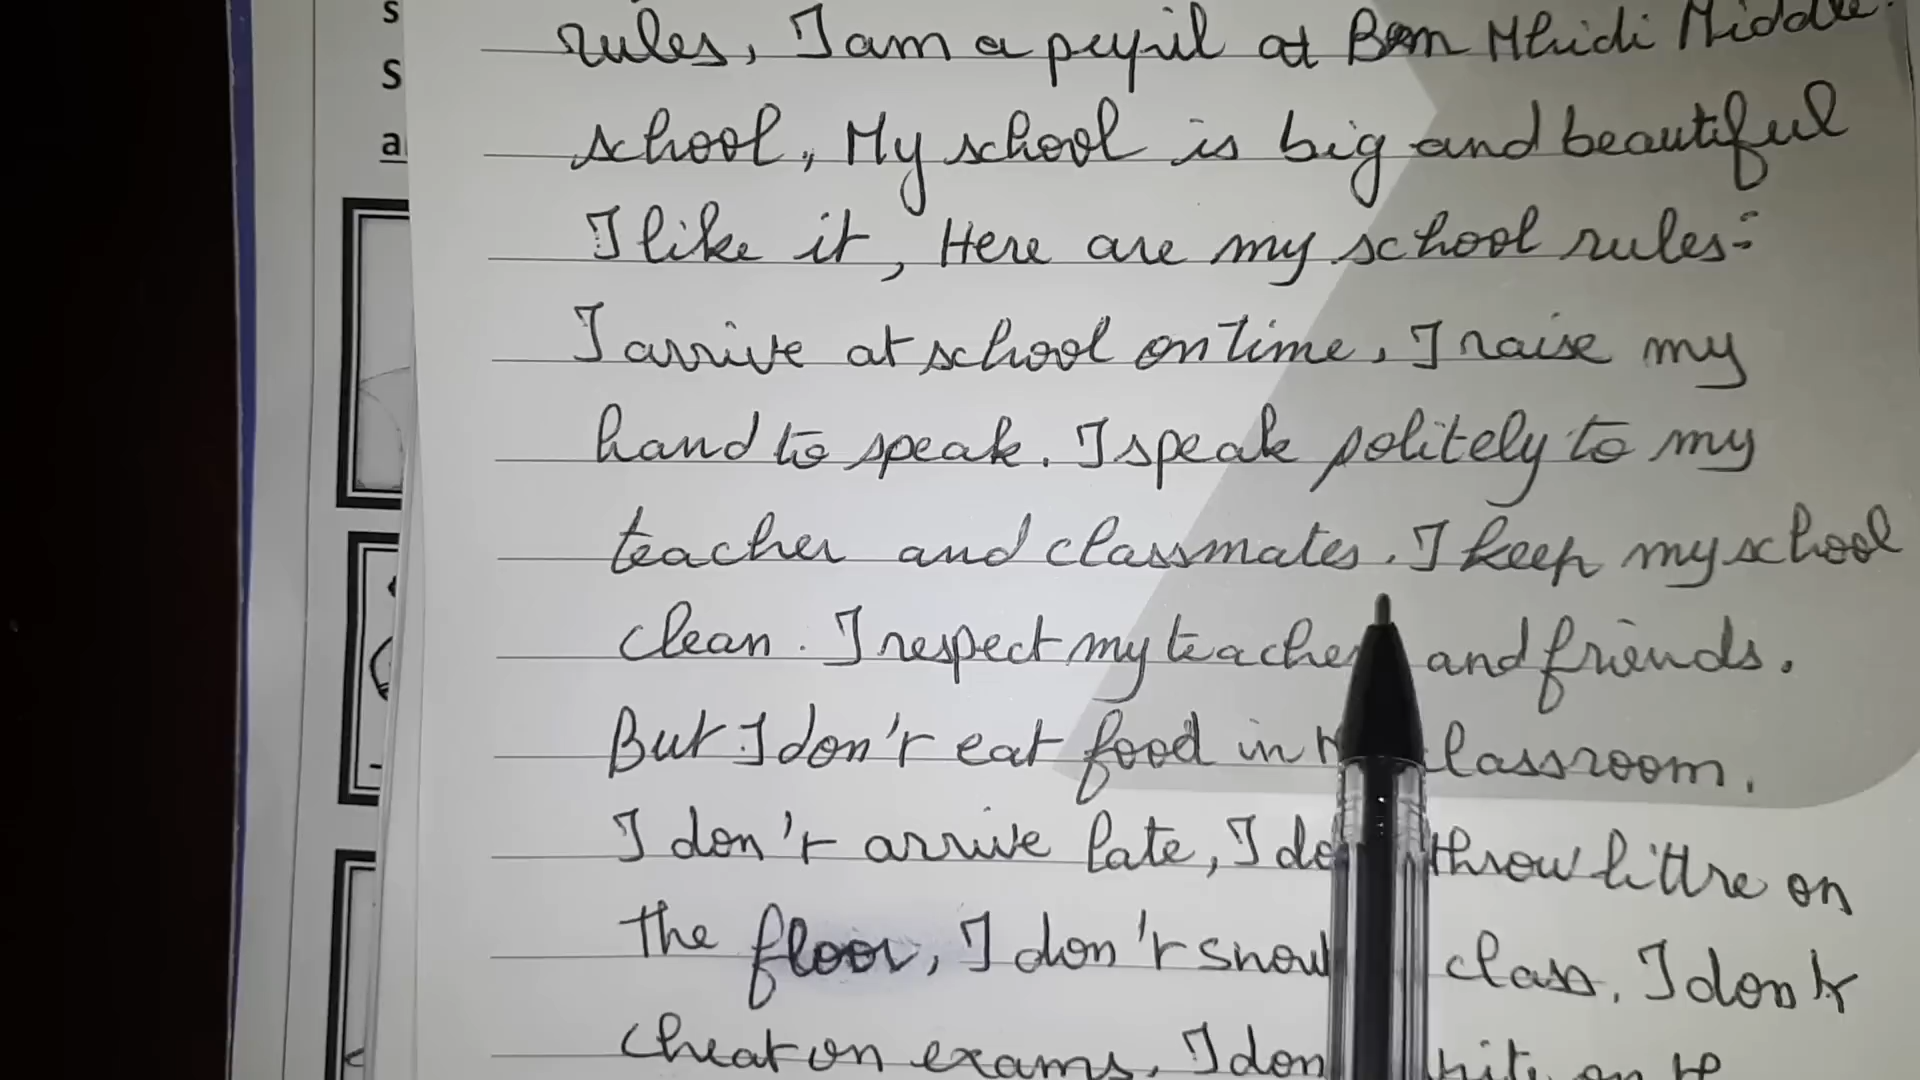 s
s
a
rules, I am a pupil at Ben Mhidi Middle
school, My school is big and beautiful
I like it, Here are my school rules:
I arrive at school on time, I raise my
hand to speak. I speak politely to my
teacher and classmates. I keep my school
clean. I respect my teacher and friends.
But I don't eat food in classroom.
I don't arrive late, I throw littre on
the floor, I don't class, I don't
cheat on exams, I on